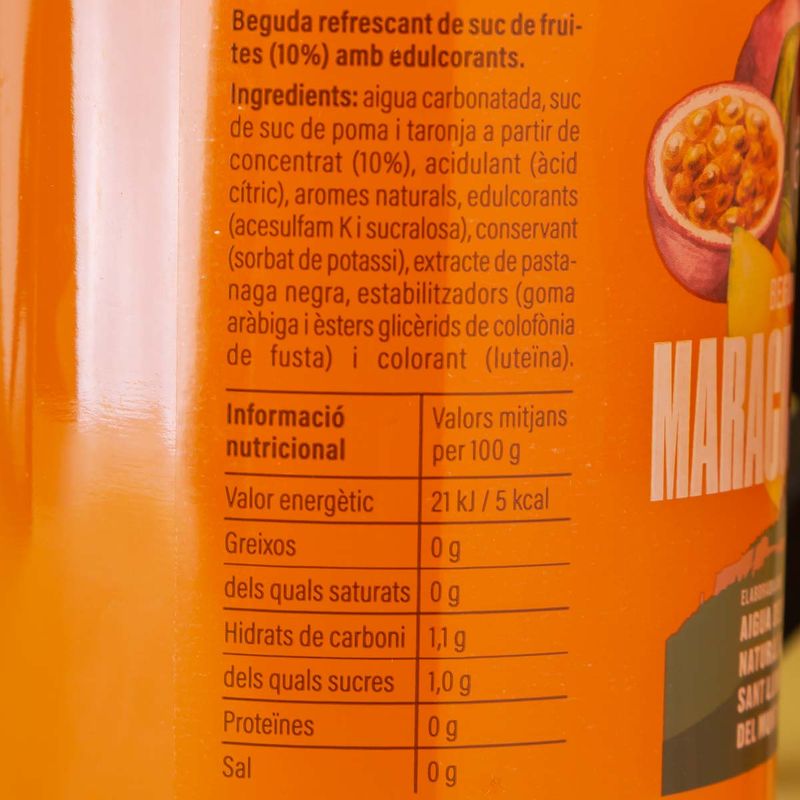 Beguda refrescant de suc de frui-
tes (10%) amb edulcorants.
Ingredients: aigua carbonatada, suc
de suc de poma i taronja a partir de
concentrat (10%), acidulant (àcid
cítric), aromes naturals, edulcorants
(acesulfam K i sucralosa), conservant
(sorbat de potassi), extracte de pasta-
naga negra, estabilitzadors (goma
aràbiga i èsters glicèrids de colofònia
de fusta) i colorant (luteïna).
Informació nutricional
Valors mitjans per 100 g
Valor energètic 21 kJ / 5 kcal
Greixos 0 g
dels quals saturats 0 g
Hidrats de carboni 1,1 g
dels quals sucres 1,0 g
Proteïnes 0 g
Sal 0 g
MARAC
AIGUA
SANT
DEL